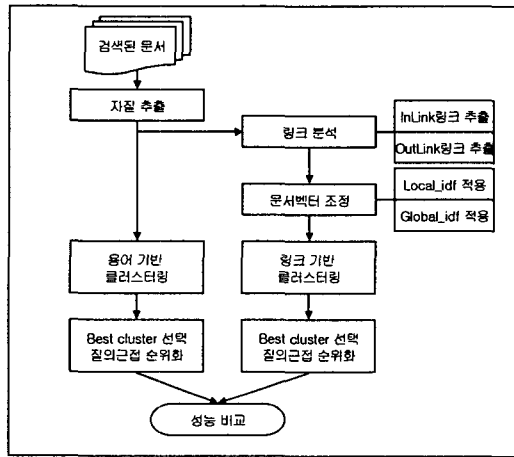 검색된 문서
자질 추출
링크 분석
InLink링크 추출
OutLink링크 추출
문서벡터 조정
Local_idf 적용
Global_idf 적용
용어 기반
클러스터링
링크 기반
클러스터링
Best cluster 선택
질의근접 순위화
Best cluster 선택
질의근접 순위화
성능 비교